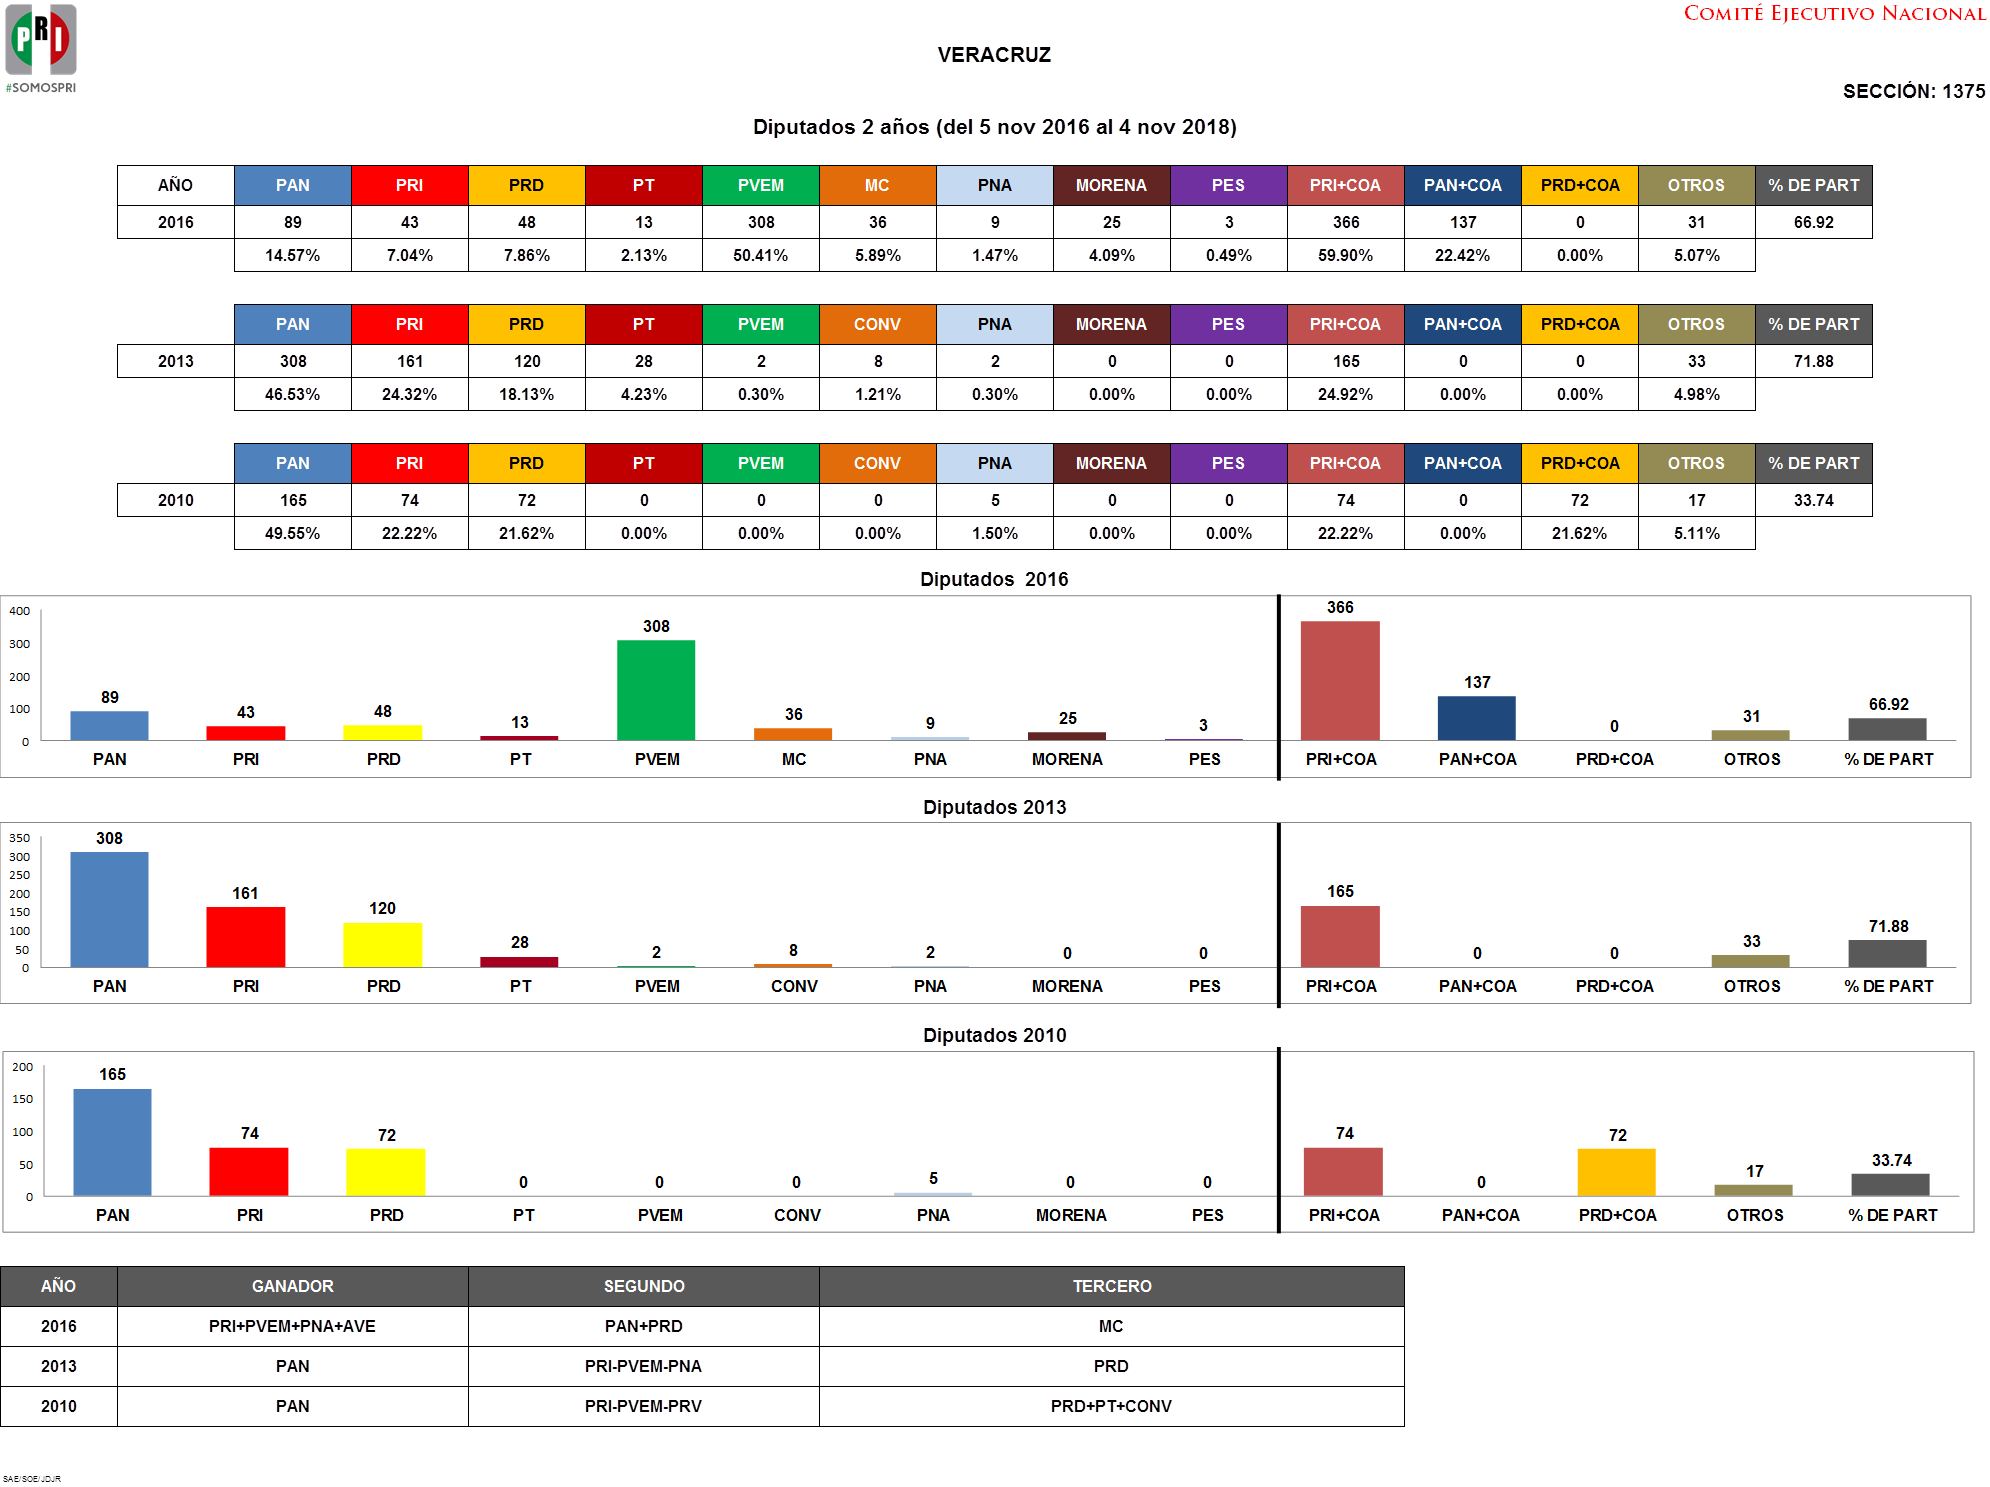 PRI
#SOMOSPRI
COMITÉ EJECUTIVO NACIONAL
VERACRUZ
SECCIÓN: 1375
Diputados 2 años (del 5 nov 2016 al 4 nov 2018)
AÑO PAN PRI PRD PT PVEM MC PNA MORENA PES PRI+COA PAN+COA PRD+COA OTROS % DE PART
2016 89 43 48 13 308 36 9 25 3 366 137 0 31 66.92
14.57% 7.04% 7.86% 2.13% 50.41% 5.89% 1.47% 4.09% 0.49% 59.90% 22.42% 0.00% 5.07%
PAN PRI PRD PT PVEM CONV PNA MORENA PES PRI+COA PAN+COA PRD+COA OTROS % DE PART
2013 308 161 120 28 2 8 2 0 0 165 0 0 33 71.88
46.53% 24.32% 18.13% 4.23% 0.30% 1.21% 0.30% 0.00% 0.00% 24.92% 0.00% 0.00% 4.98%
PAN PRI PRD PT PVEM CONV PNA MORENA PES PRI+COA PAN+COA PRD+COA OTROS % DE PART
2010 165 74 72 0 0 0 5 0 0 74 0 72 17 33.74
49.55% 22.22% 21.62% 0.00% 0.00% 0.00% 1.50% 0.00% 0.00% 22.22% 0.00% 21.62% 5.11%
Diputados 2016
400
300
200
100
0
89 43 48 13 308 36 9 25 3 366 137 0 31 66.92
PAN PRI PRD PT PVEM MC PNA MORENA PES PRI+COA PAN+COA PRD+COA OTROS % DE PART
Diputados 2013
350
300
250
200
150
100
50
0
308 161 120 28 2 8 2 0 0 165 0 0 33 71.88
PAN PRI PRD PT PVEM CONV PNA MORENA PES PRI+COA PAN+COA PRD+COA OTROS % DE PART
Diputados 2010
200
150
100
50
0
165 74 72 0 0 0 5 0 0 74 0 72 17 33.74
PAN PRI PRD PT PVEM CONV PNA MORENA PES PRI+COA PAN+COA PRD+COA OTROS % DE PART
AÑO GANADOR SEGUNDO TERCERO
2016 PRI+PVEM+PNA+AVE PAN+PRD MC
2013 PAN PRI-PVEM-PNA PRD
2010 PAN PRI-PVEM-PRV PRD+PT+CONV
SAE/SOE/JDJR